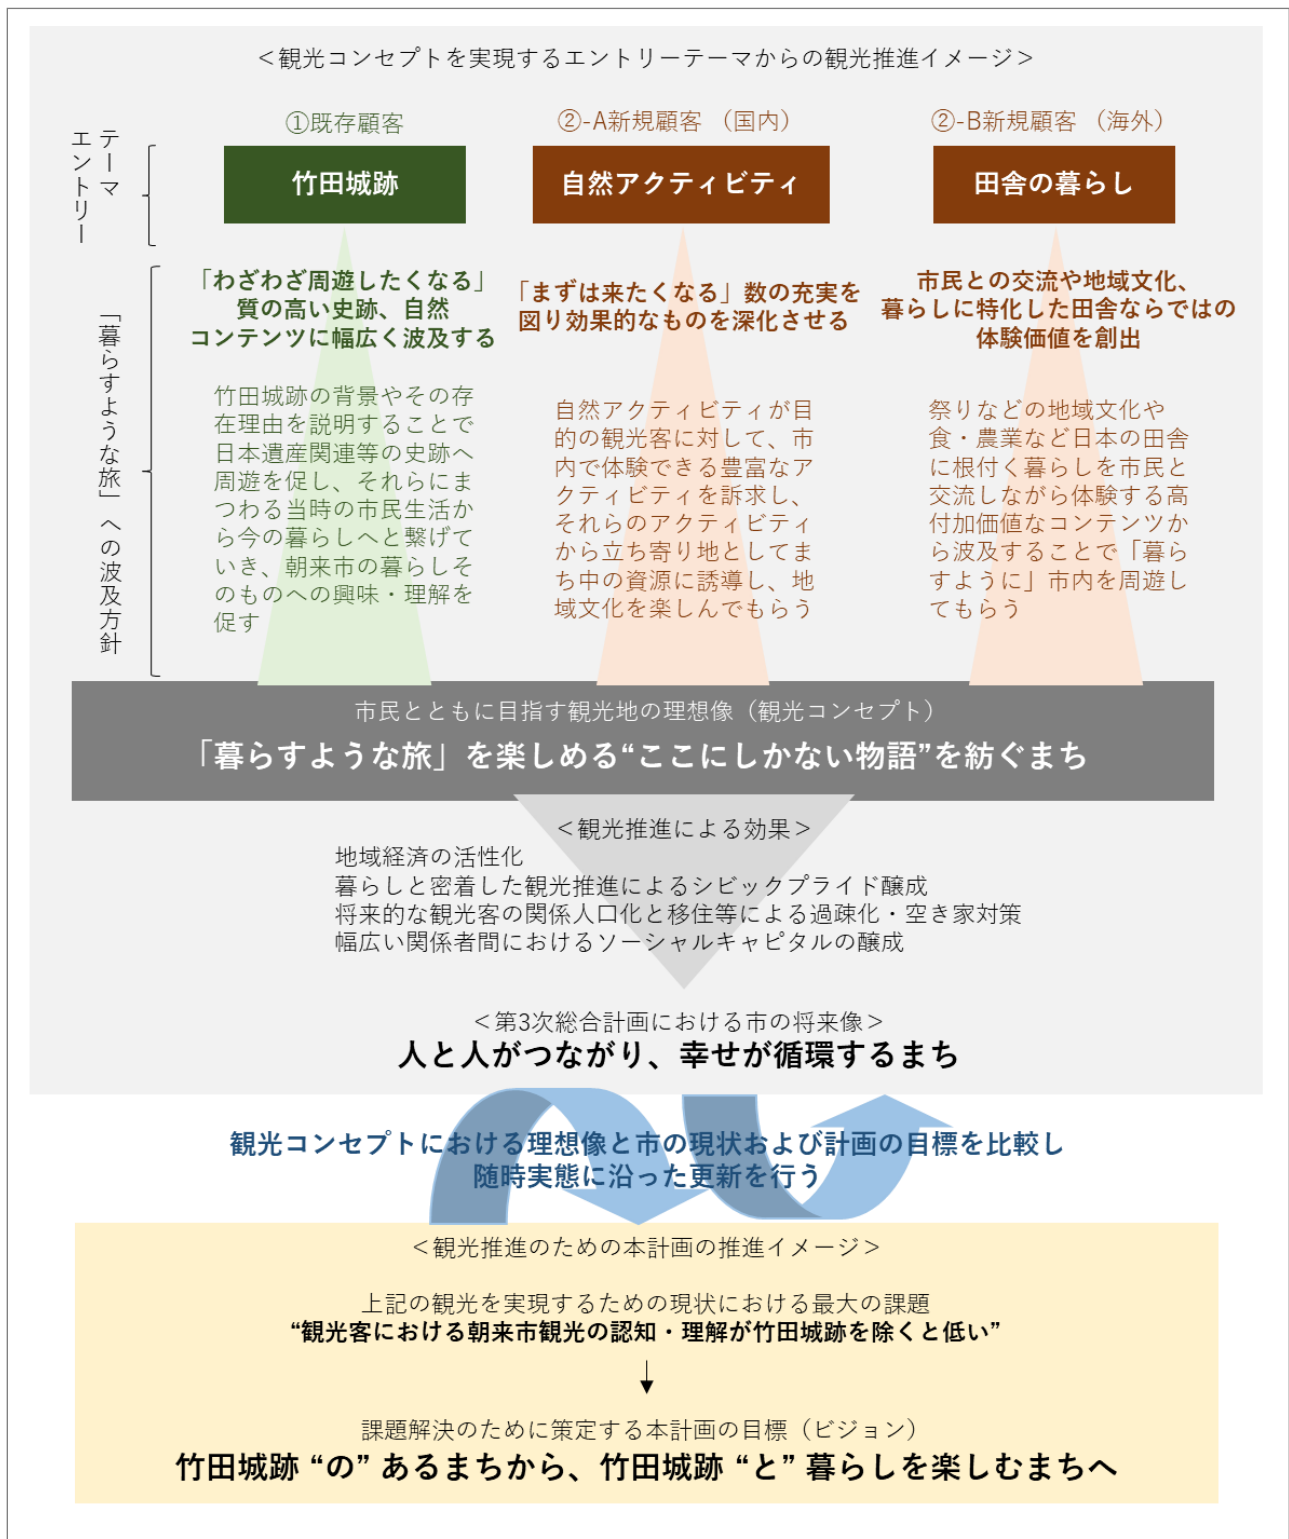 ＜観光コンセプトを実現するエントリーテーマからの観光推進イメージ＞
エントリー
テーマ
①既存顧客
竹田城跡
②-A新規顧客 （国内）
自然アクティビティ
②-B新規顧客 （海外）
田舎の暮らし
「暮らすような旅」への波及方針
「わざわざ周遊したくなる」
質の高い史跡、自然
コンテンツに幅広く波及する
竹田城跡の背景やその存
在理由を説明することで
日本遺産関連等の史跡へ
周遊を促し、それらにま
つわる当時の市民生活か
ら今の暮らしへと繋げて
いき、朝来市の暮らしそ
のものへの興味・理解を
促す
「まずは来たくなる」数の充実を
図り効果的なものを深化させる
自然アクティビティが目
的の観光客に対して、市
内で体験できる豊富なア
クティビティを訴求し、
それらのアクティビティ
から立ち寄り地としてま
ち中の資源に誘導し、地
域文化を楽しんでもらう
市民との交流や地域文化、
暮らしに特化した田舎ならではの
体験価値を創出
祭りなどの地域文化や
食・農業など日本の田舎
に根付く暮らしを市民と
交流しながら体験する高
付加価値なコンテンツか
ら波及することで「暮ら
すように」市内を周遊し
てもらう
市民とともに目指す観光地の理想像（観光コンセプト）
「暮らすような旅」を楽しめる“ここにしかない物語”を紡ぐまち
＜観光推進による効果＞
地域経済の活性化
暮らしと密着した観光推進によるシビックプライド醸成
将来的な観光客の関係人口化と移住等による過疎化・空き家対策
幅広い関係者間におけるソーシャルキャピタルの醸成
＜第3次総合計画における市の将来像＞
人と人がつながり、幸せが循環するまち
観光コンセプトにおける理想像と市の現状および計画の目標を比較し
随時実態に沿った更新を行う
＜観光推進のための本計画の推進イメージ＞
上記の観光を実現するための現状における最大の課題
“観光客における朝来市観光の認知・理解が竹田城跡を除くと低い”
課題解決のために策定する本計画の目標（ビジョン）
竹田城跡 “の” あるまちから、竹田城跡 “と” 暮らしを楽しむまちへ